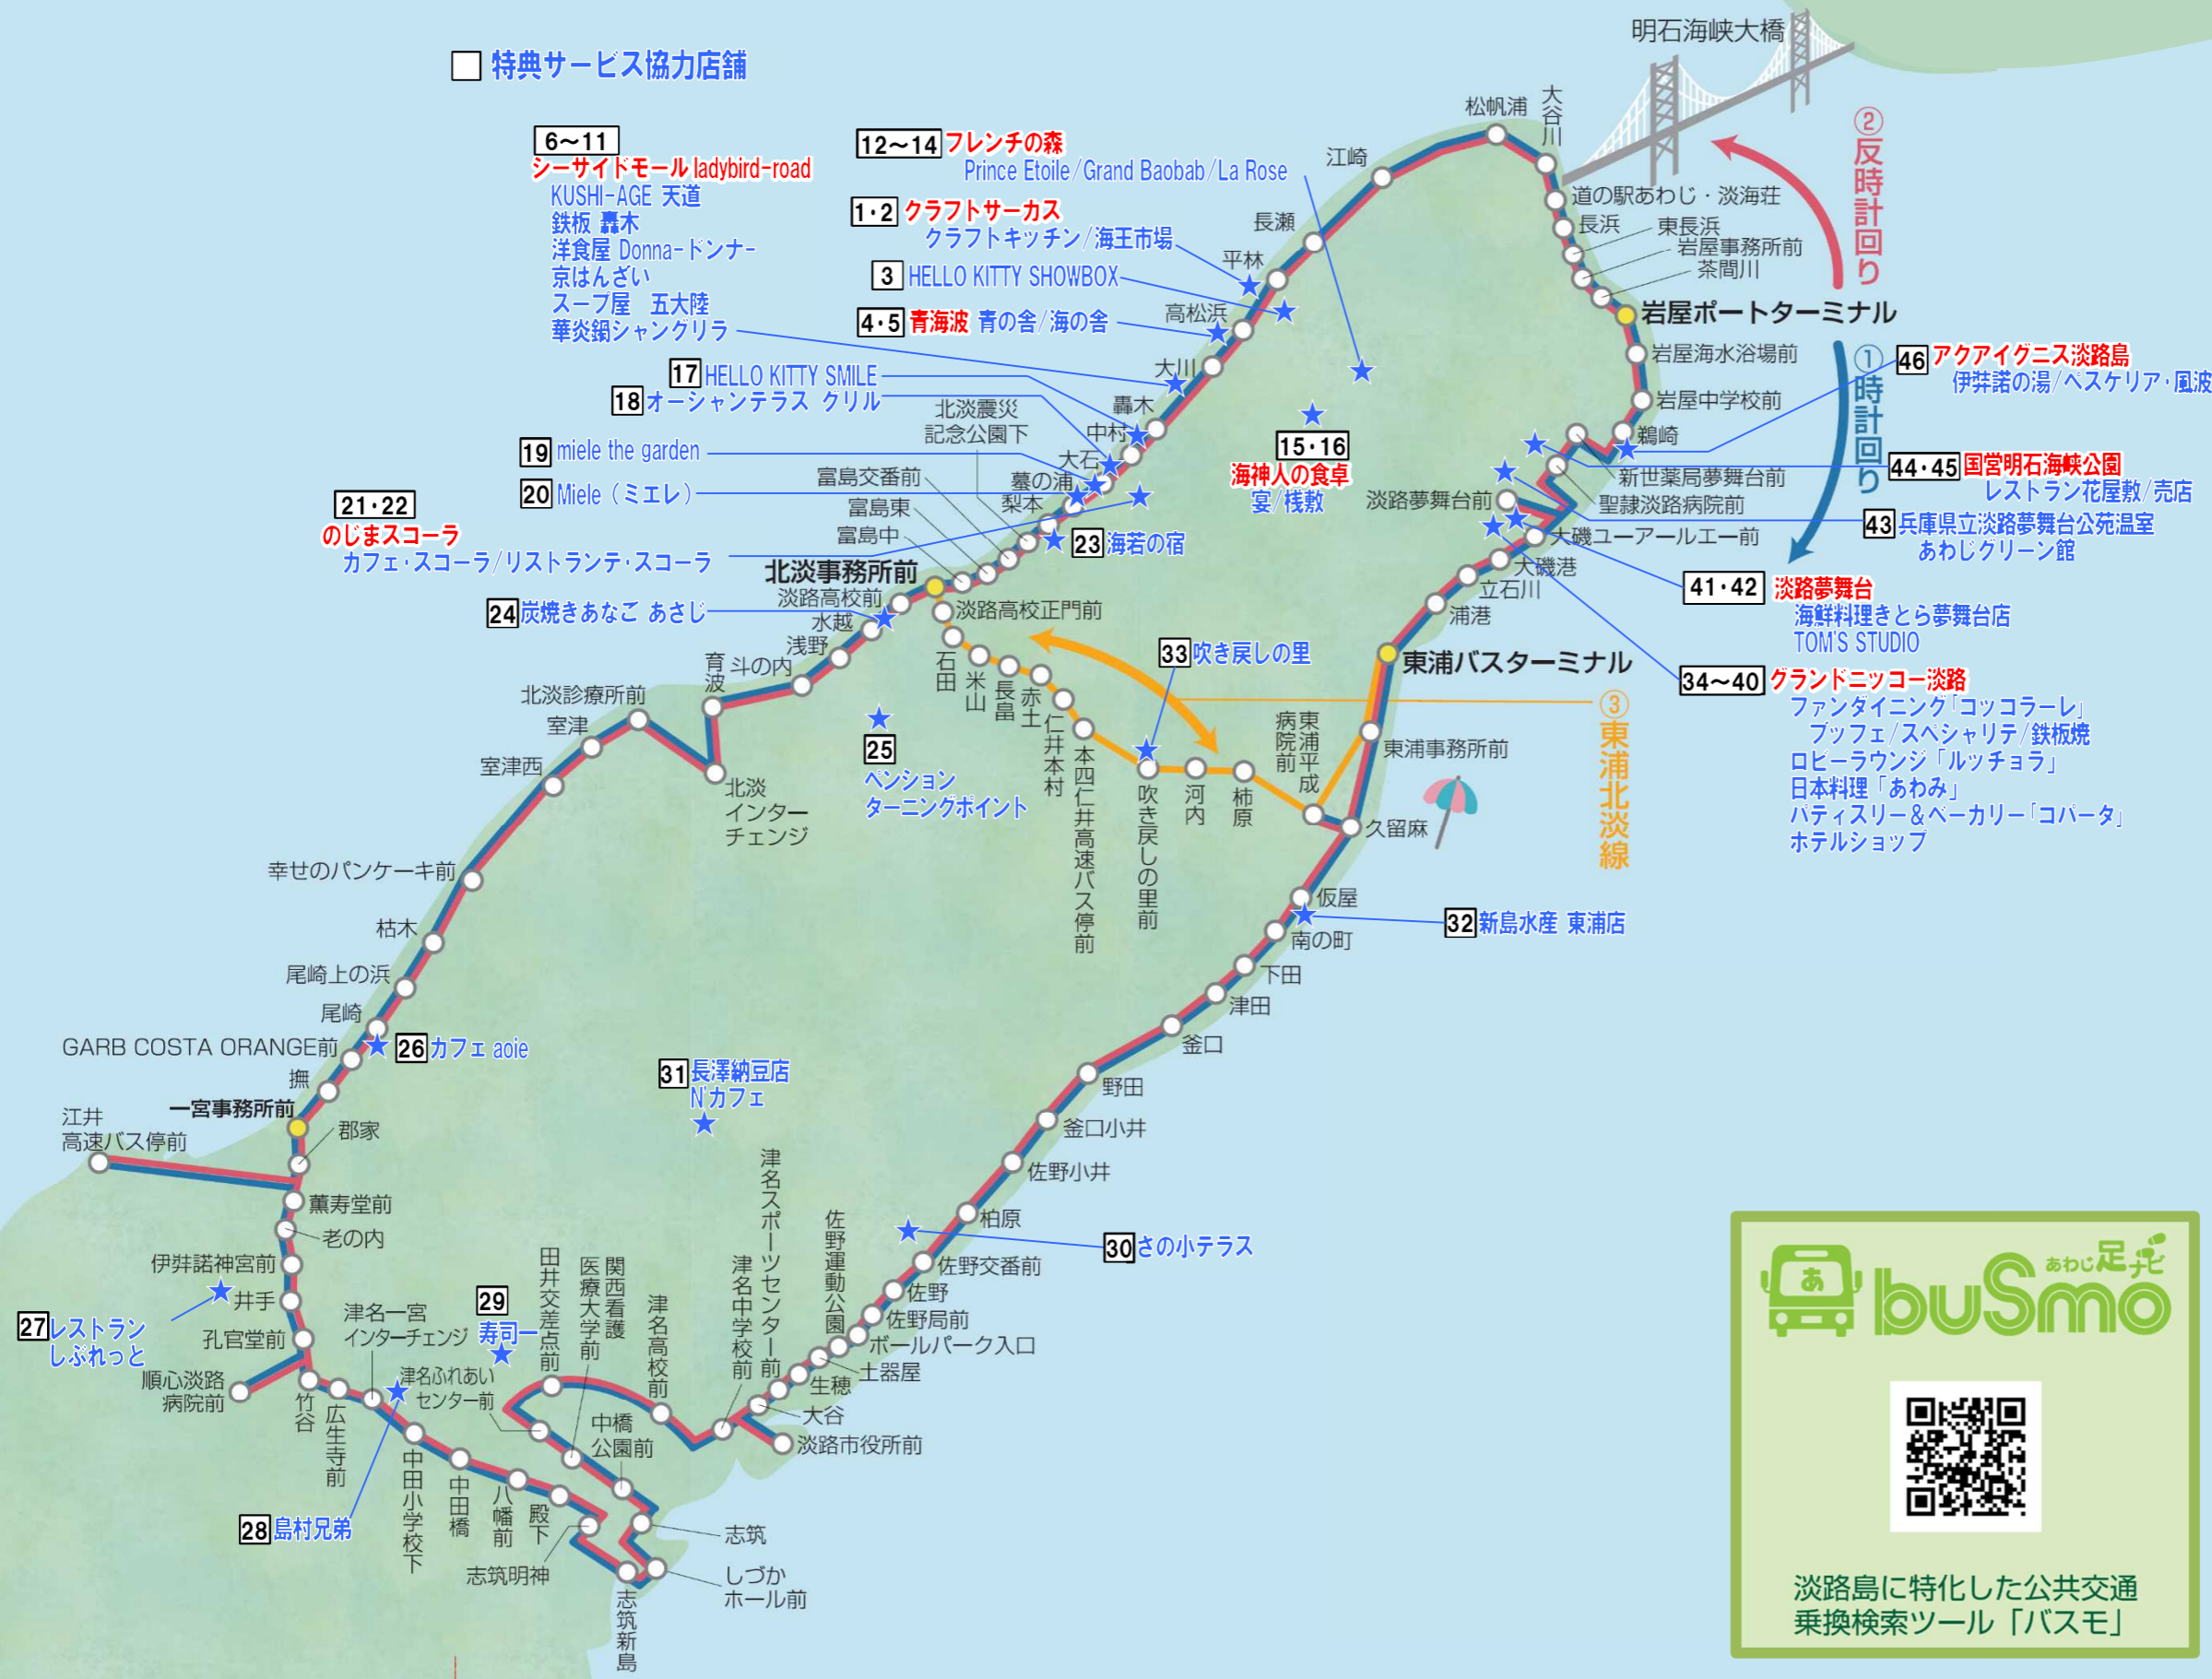 明石海峡大橋
特典サービス協力店舗
6～11
シーサイドモール ladybird-road
KUSHI-AGE 天道
鉄板 轟木
洋食屋 Donna-ドンナ-
京はんざい
スープ屋　五大陸
華炎鍋シャングリラ
12～14 フレンチの森
Prince Etoile/Grand Baobab/La Rose
1・2 クラフトサーカス
クラフトキッチン/海王市場
3 HELLO KITTY SHOWBOX
4・5 青海波 青の舎/海の舎
17 HELLO KITTY SMILE
18 オーシャンテラス グリル
19 miele the garden
20 Miele（ミエレ）
21・22
のじまスコーラ
カフェ・スコーラ/リストランテ・スコーラ
23 海若の宿
24 炭焼きあなご あさじ
15・16
海神人の食卓
宴/桟敷
25
ペンション
ターニングポイント
33 吹き戻しの里
26 カフェ aoie
31 長澤納豆店
N'カフェ
32 新島水産 東浦店
30 さの小テラス
29
寿司一
27 レストラン
しぷれっと
28 島村兄弟
46 アクアイグニス淡路島
伊弉諾の湯/ペスケリア・風波
44・45 国営明石海峡公園
レストラン花屋敷/売店
43 兵庫県立淡路夢舞台公苑温室
あわじグリーン館
41・42 淡路夢舞台
海鮮料理きとら夢舞台店
TOM'S STUDIO
34～40 グランドニッコー淡路
ファンダイニング「コッコラーレ」
ブッフェ/スペシャリテ/鉄板焼
ロビーラウンジ「ルッチョラ」
日本料理「あわみ」
パティスリー＆ベーカリー「コパータ」
ホテルショップ
②反時計回り
①時計回り
③東浦北淡線
松帆浦
大谷川
江崎
長瀬
平林
高松浜
大川
轟木
中村
大石
蟇の浦
梨本
北淡震災
記念公園下
富島交番前
富島東
富島中
北淡事務所前
淡路高校前
水越
浅野
斗の内
育波
北淡
インター
チェンジ
北淡診療所前
室津
室津西
幸せのパンケーキ前
枯木
尾崎上の浜
尾崎
GARB COSTA ORANGE前
撫
一宮事務所前
郡家
江井
高速バス停前
薫寿堂前
老の内
伊弉諾神宮前
井手
孔官堂前
順心淡路
病院前
竹谷
広生寺前
津名一宮
インターチェンジ
中田小学校下
中田橋
八幡前
殿下
志筑明神
志筑新島
しづか
ホール前
志筑
中橋
公園前
関西看護
医療大学前
津名ふれあい
センター前
田井交差点前
津名高校前
津名中学校前
淡路市役所前
大谷
津名スポーツセンター前
生穂
土器屋
佐野運動公園
ボールパーク入口
佐野局前
佐野
佐野交番前
柏原
佐野小井
釜口小井
野田
釜口
津田
下田
南の町
仮屋
久留麻
東浦事務所前
東浦バスターミナル
浦港
立石川
大磯港
大磯ユーアールエー前
淡路夢舞台前
聖隷淡路病院前
新世薬局夢舞台前
鵜崎
岩屋中学校前
岩屋海水浴場前
岩屋ポートターミナル
茶間川
岩屋事務所前
東長浜
長浜
道の駅あわじ・淡海荘
淡路高校正門前
石田
米山
長畠
赤土
仁井本村
本四仁井高速バス停前
吹き戻しの里前
河内
柿原
東浦平成
病院前
あ
あわじ足ナビ
buSmo
淡路島に特化した公共交通
乗換検索ツール「バスモ」